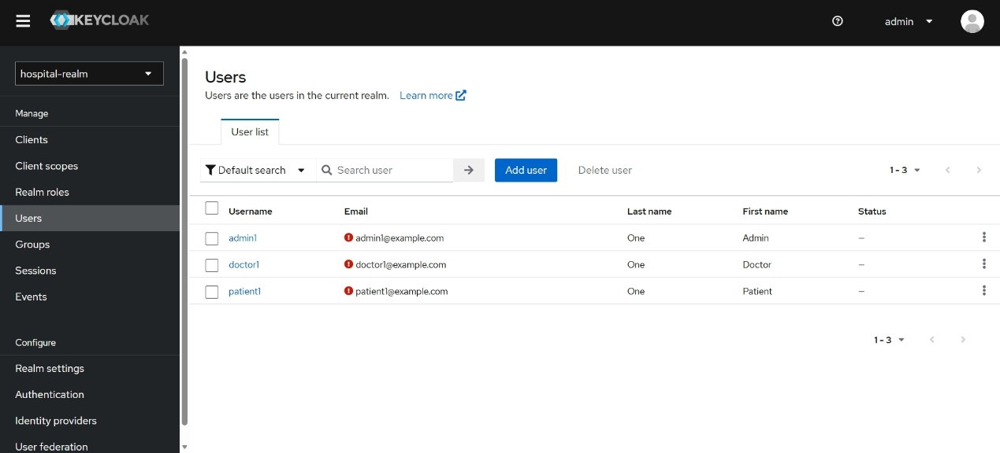 KEYCLOAK
admin
hospital-realm
Manage
Clients
Client scopes
Realm roles
Users
Groups
Sessions
Events
Configure
Realm settings
Authentication
Identity providers
User federation
Users
Users are the users in the current realm. Learn more
User list
Default search Search user Add user Delete user 1 - 3
Username Email Last name First name Status
admin1 admin1@example.com One Admin –
doctor1 doctor1@example.com One Doctor –
patient1 patient1@example.com One Patient –
1 - 3